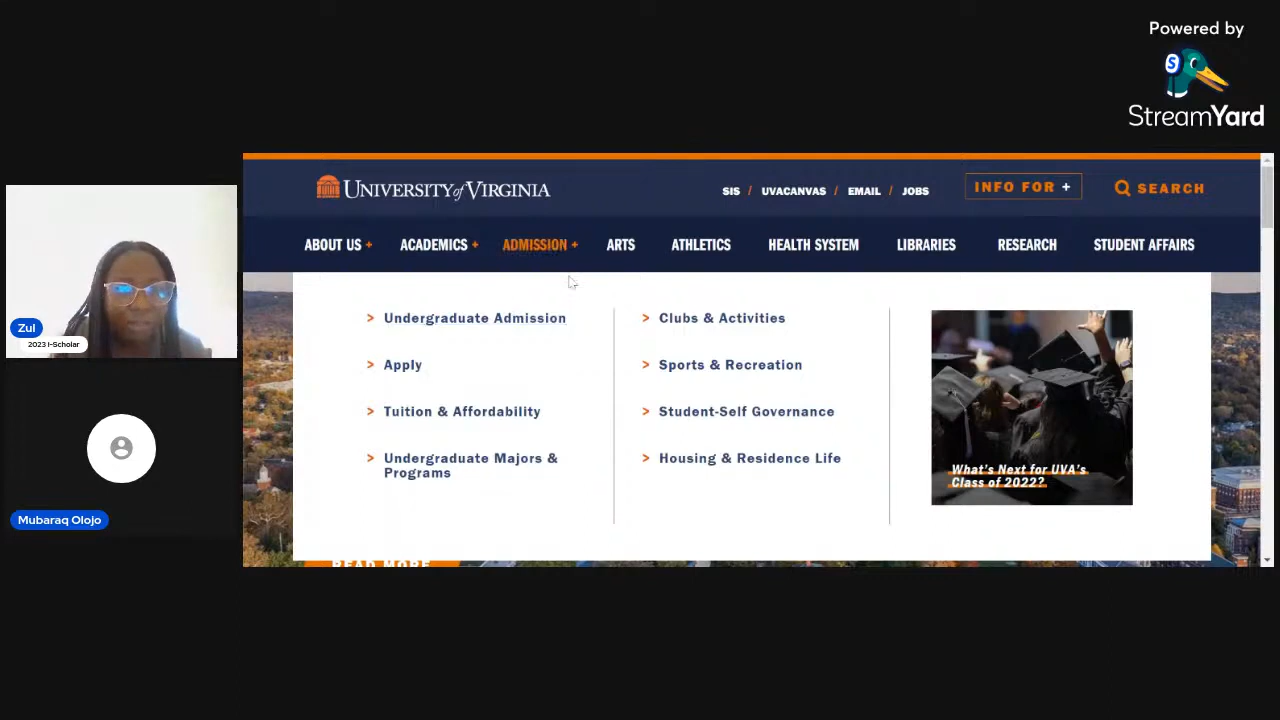 Powered by
StreamYard
UNIVERSITY of VIRGINIA
SIS / UVACANVAS / EMAIL / JOBS
INFO FOR +
SEARCH
ABOUT US + ACADEMICS + ADMISSION + ARTS ATHLETICS HEALTH SYSTEM LIBRARIES RESEARCH STUDENT AFFAIRS
> Undergraduate Admission
> Apply
> Tuition & Affordability
> Undergraduate Majors &
Programs
> Clubs & Activities
> Sports & Recreation
> Student-Self Governance
> Housing & Residence Life
What's Next for UVA's
Class of 2022?
READ MORE
Zul
2023 I-Scholar
Mubaraq Olojo